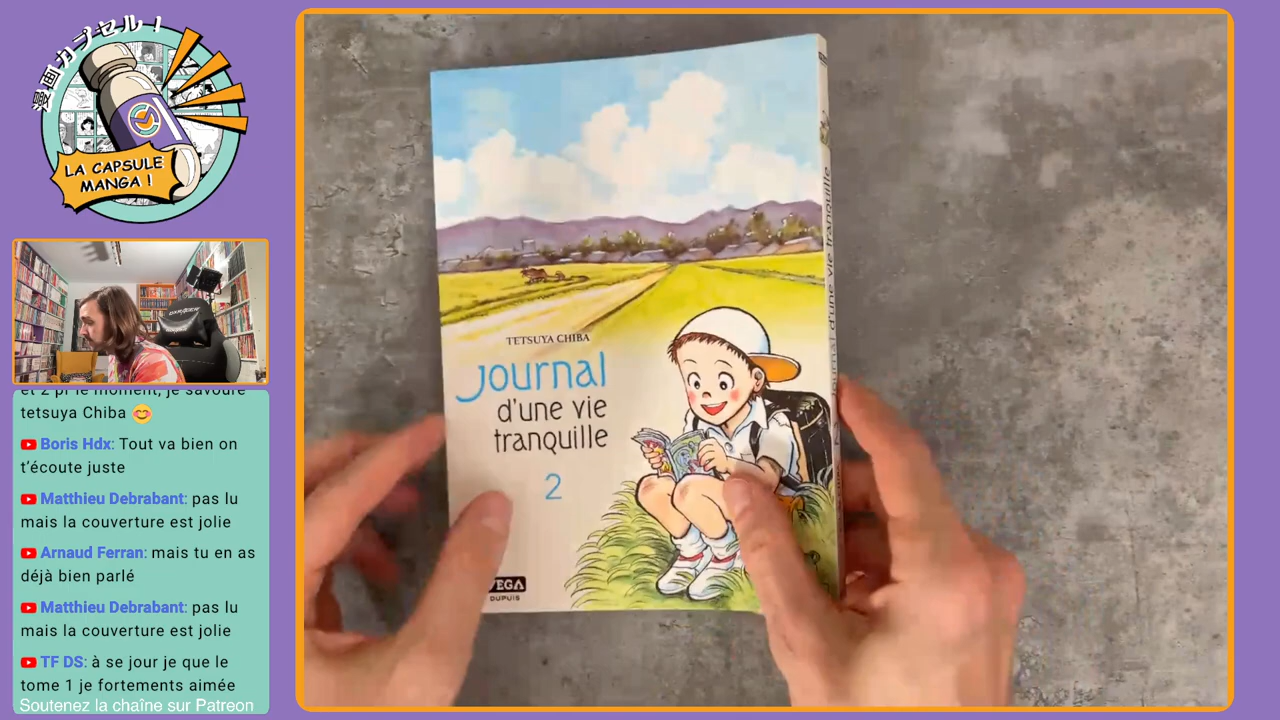 漫画カプセル！
LA CAPSULE
MANGA !
et 2 pr le moment, je savoure
tetsuya Chiba 😊
Boris Hdx: Tout va bien on
t'écoute juste
Matthieu Debrabant: pas lu
mais la couverture est jolie
Arnaud Ferran: mais tu en as
déjà bien parlé
Matthieu Debrabant: pas lu
mais la couverture est jolie
TF DS: à se jour je que le
tome 1 je fortements aimée
Soutenez la chaîne sur Patreon
TETSUYA CHIBA
Journal
d'une vie
tranquille
2
VEGA
DUPUIS
Journal d'une vie tranquille